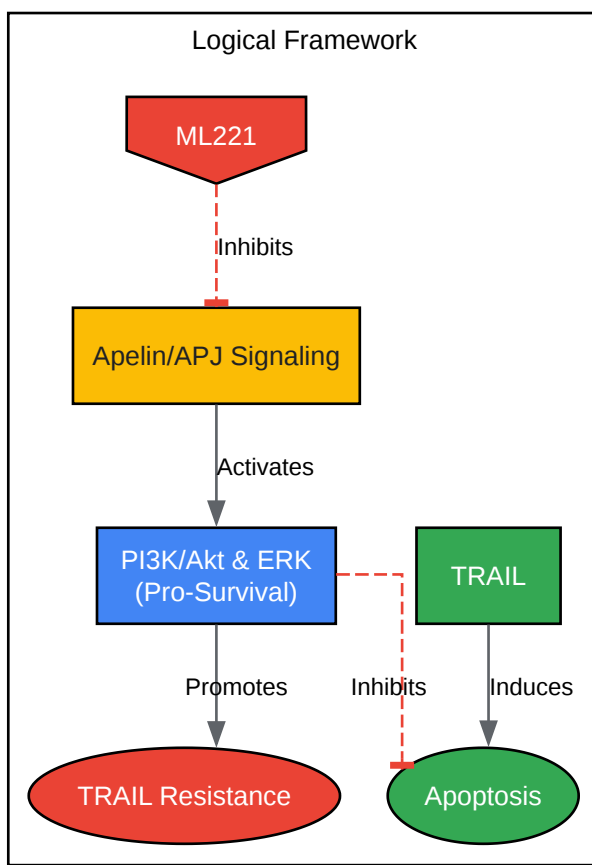 Logical Framework
ML221
Inhibits
Apelin/APJ Signaling
Activates
PI3K/Akt & ERK
(Pro-Survival)
TRAIL
Promotes
Inhibits
Induces
TRAIL Resistance
Apoptosis